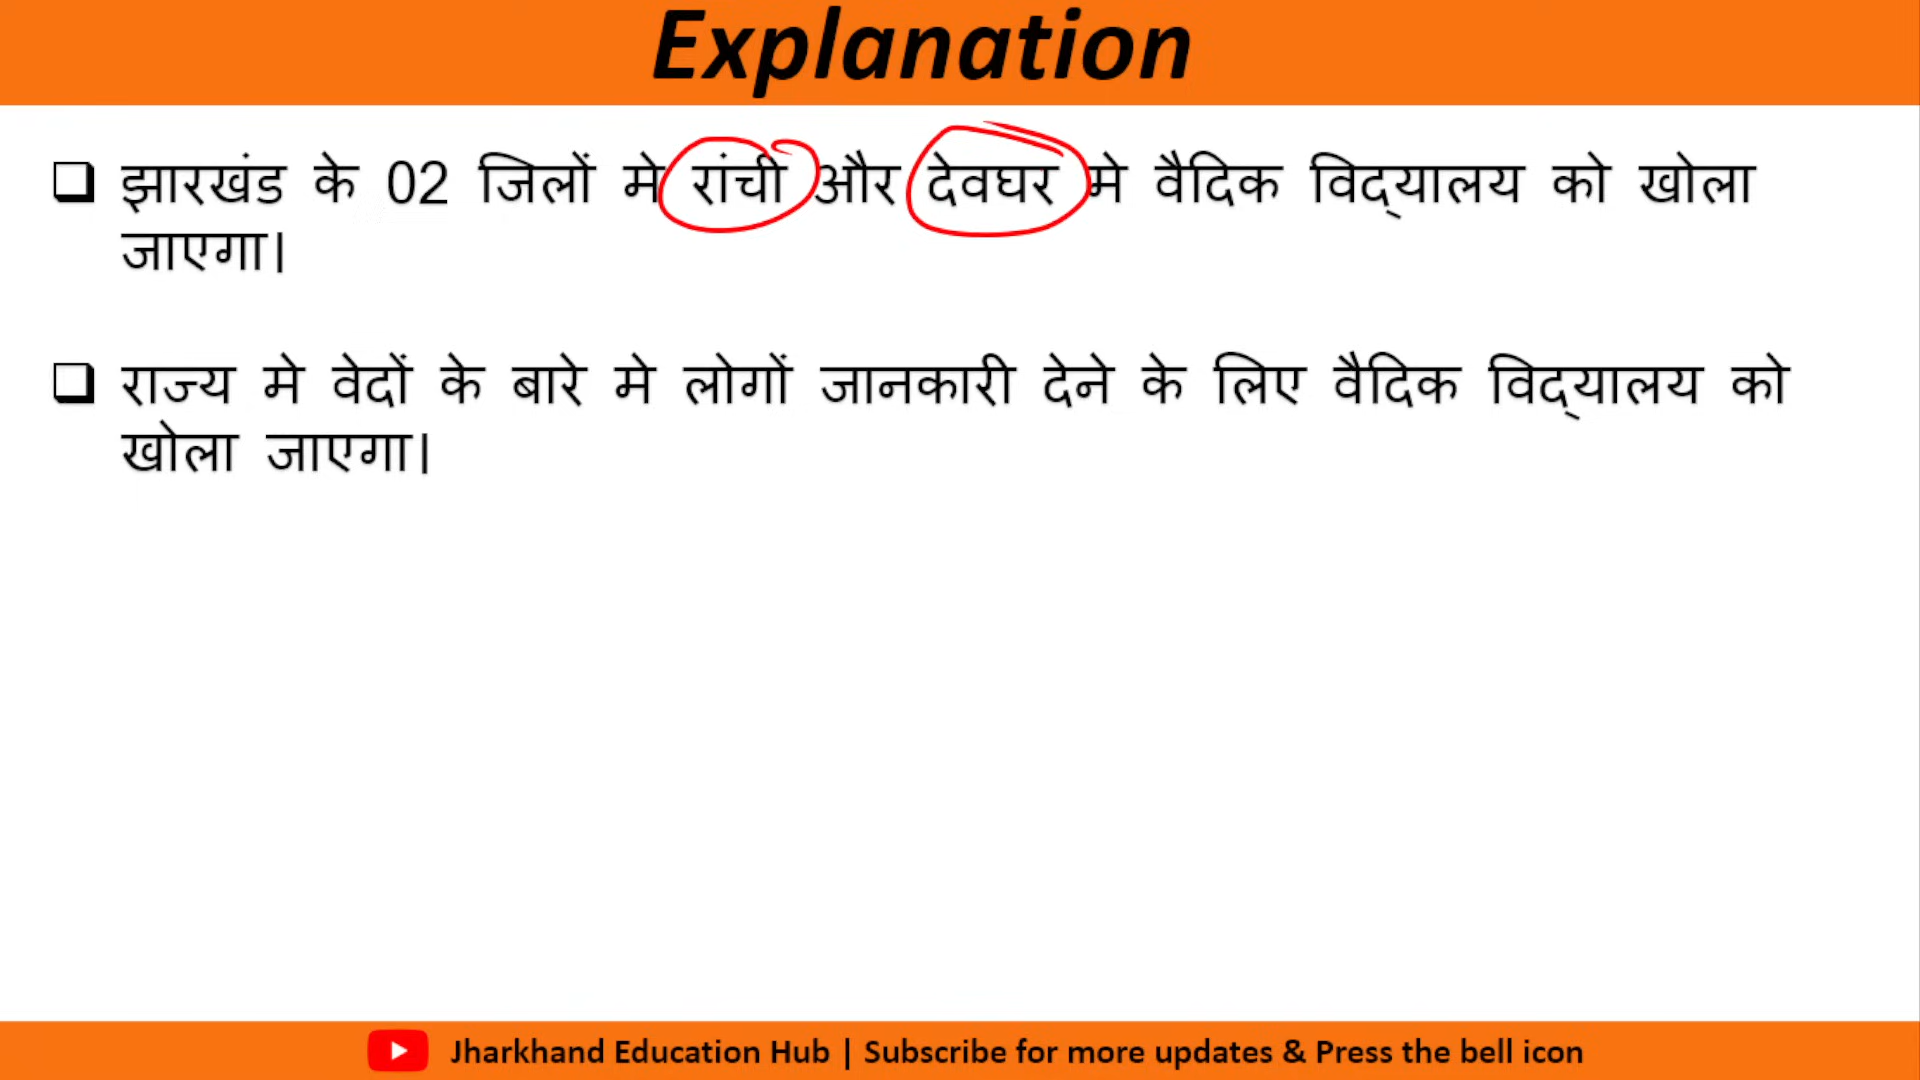 Explanation
झारखंड के 02 जिलों मे रांची और देवघर मे वैदिक विद्यालय को खोला
जाएगा।
राज्य मे वेदों के बारे मे लोगों जानकारी देने के लिए वैदिक विद्यालय को
खोला जाएगा।
Jharkhand Education Hub | Subscribe for more updates & Press the bell icon